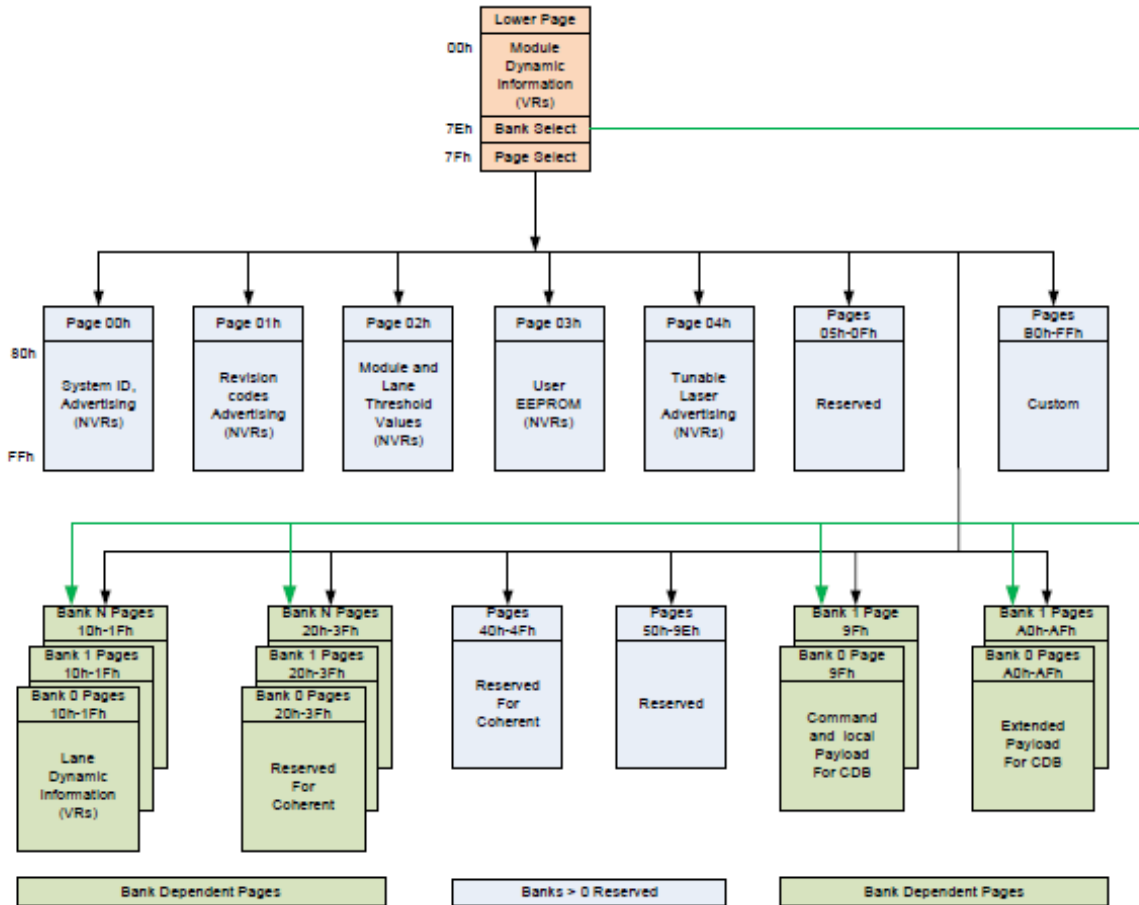 Lower Page
00h
Module
Dynamic
Information
(VRs)
7Eh
Bank Select
7Fh
Page Select
Page 00h
80h
System ID,
Advertising
(NVRs)
FFh
Page 01h
Revision
codes
Advertising
(NVRs)
Page 02h
Module and
Lane
Threshold
Values
(NVRs)
Page 03h
User
EEPROM
(NVRs)
Page 04h
Tunable
Laser
Advertising
(NVRs)
Pages
05h-0Fh
Reserved
Pages
B0h-FFh
Custom
Bank N Pages
10h-1Fh
Bank 1 Pages
10h-1Fh
Bank 0 Pages
10h-1Fh
Lane
Dynamic
Information
(VRs)
Bank N Pages
20h-3Fh
Bank 1 Pages
20h-3Fh
Bank 0 Pages
20h-3Fh
Reserved
For
Coherent
Pages
40h-4Fh
Reserved
For
Coherent
Pages
50h-9Eh
Reserved
Bank 1 Page
9Fh
Bank 0 Page
9Fh
Command
and local
Payload
For CDB
Bank 1 Pages
A0h-AFh
Bank 0 Pages
A0h-AFh
Extended
Payload
For CDB
Bank Dependent Pages
Banks > 0 Reserved
Bank Dependent Pages